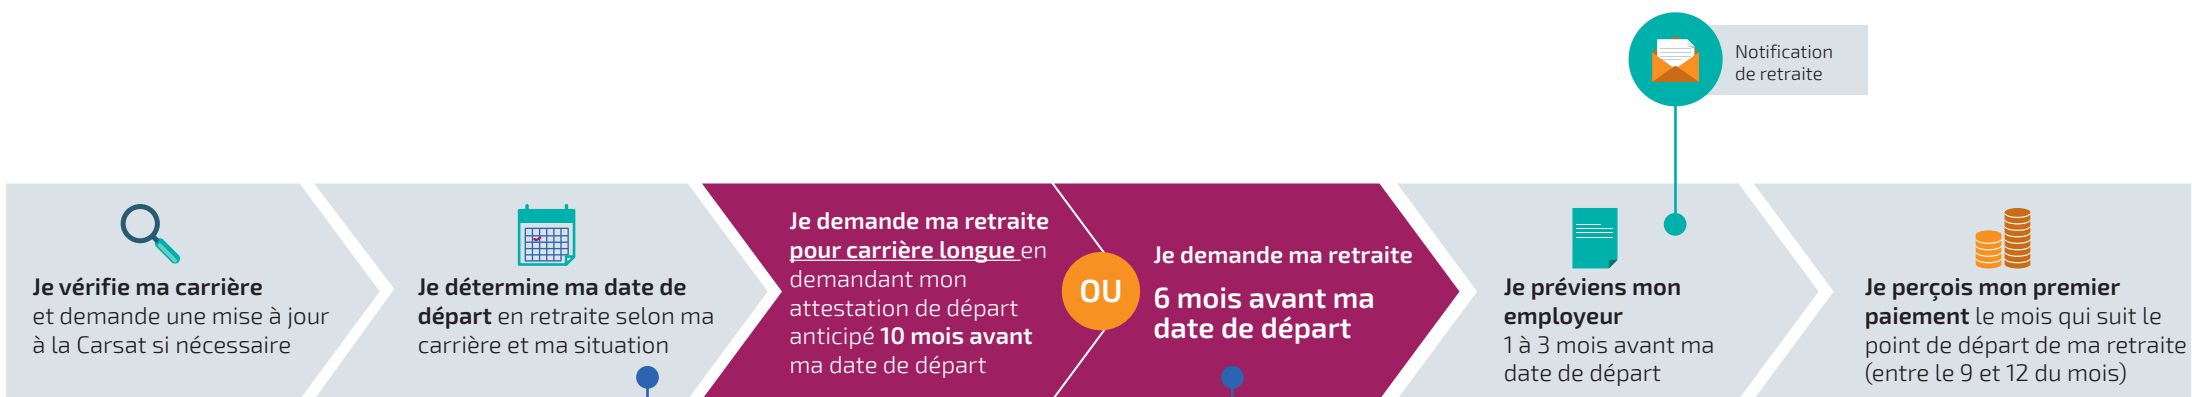 Notification
de retraite
Je vérifie ma carrière
et demande une mise à jour
à la Carsat si nécessaire
Je détermine ma date de
départ en retraite selon ma
carrière et ma situation
Je demande ma retraite
pour carrière longue en
demandant mon
attestation de départ
anticipé 10 mois avant
ma date de départ
OU
Je demande ma retraite
6 mois avant ma
date de départ
Je préviens mon
employeur
1 à 3 mois avant ma
date de départ
Je perçois mon premier
paiement le mois qui suit le
point de départ de ma retraite
(entre le 9 et 12 du mois)